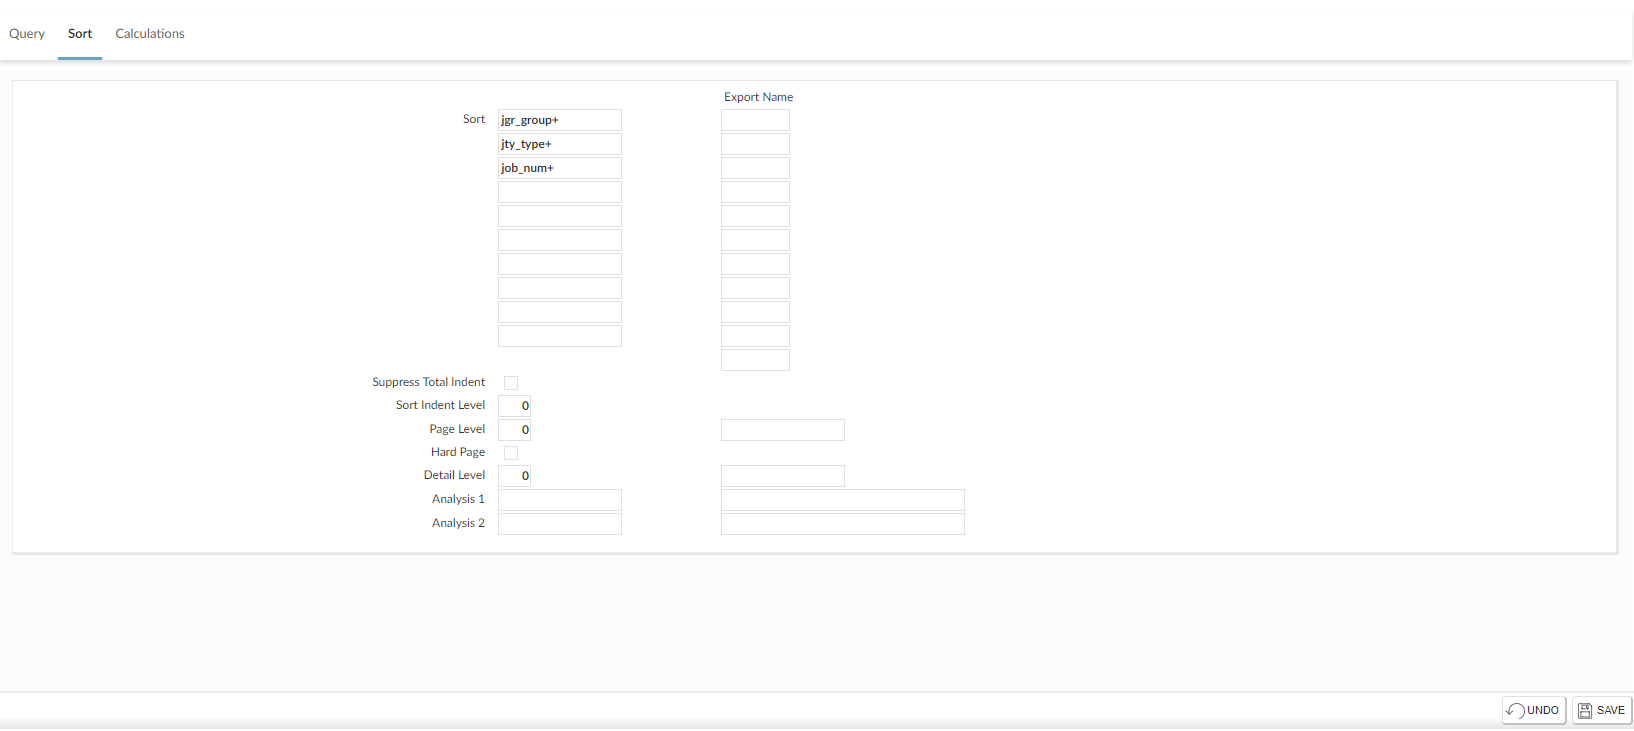 Query Sort Calculations
Export Name
Sort jgr_group+
jty_type+
job_num+
Suppress Total Indent
Sort Indent Level 0
Page Level 0
Hard Page
Detail Level 0
Analysis 1
Analysis 2
UNDO SAVE